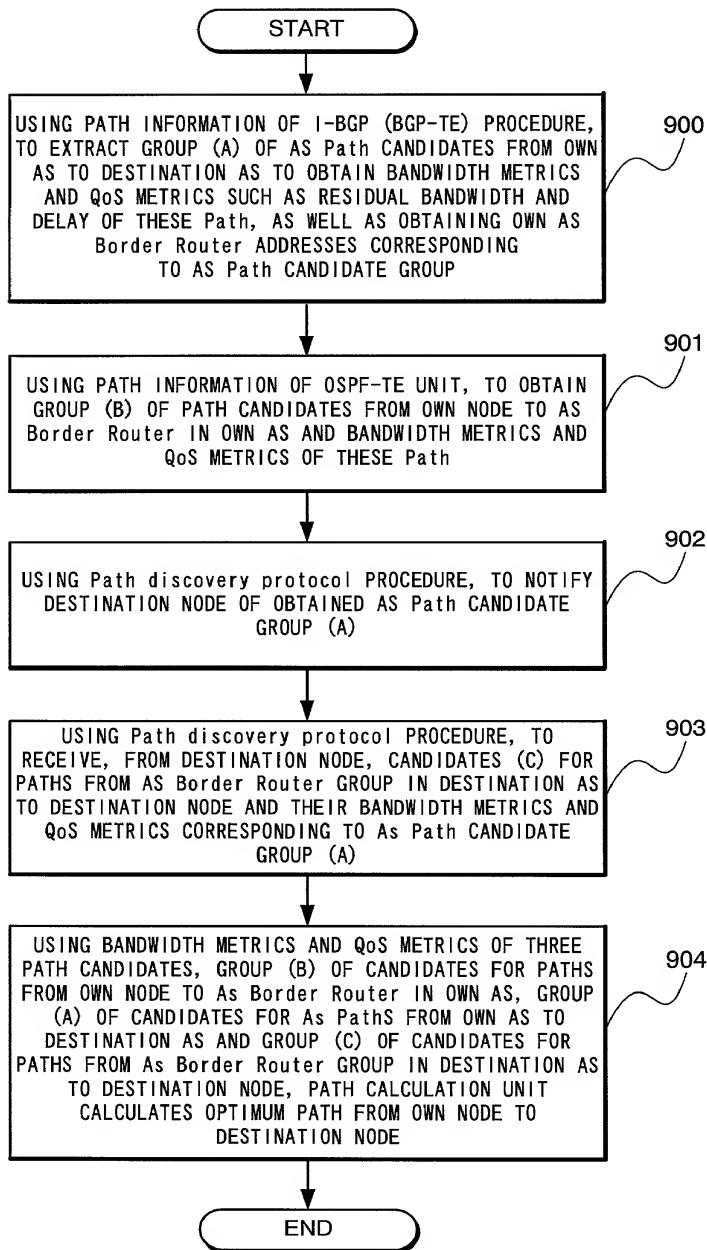 START
USING PATH INFORMATION OF I-BGP (BGP-TE) PROCEDURE,
TO EXTRACT GROUP (A) OF AS Path CANDIDATES FROM OWN
AS TO DESTINATION AS TO OBTAIN BANDWIDTH METRICS
AND QoS METRICS SUCH AS RESIDUAL BANDWIDTH AND
DELAY OF THESE Path, AS WELL AS OBTAINING OWN AS
Border Router ADDRESSES CORRESPONDING
TO AS Path CANDIDATE GROUP
900
USING PATH INFORMATION OF OSPF-TE UNIT, TO OBTAIN
GROUP (B) OF PATH CANDIDATES FROM OWN NODE TO AS
Border Router IN OWN AS AND BANDWIDTH METRICS AND
QoS METRICS OF THESE Path
901
USING Path discovery protocol PROCEDURE, TO NOTIFY
DESTINATION NODE OF OBTAINED AS Path CANDIDATE
GROUP (A)
902
USING Path discovery protocol PROCEDURE, TO
RECEIVE, FROM DESTINATION NODE, CANDIDATES (C) FOR
PATHS FROM AS Border Router GROUP IN DESTINATION AS
TO DESTINATION NODE AND THEIR BANDWIDTH METRICS AND
QoS METRICS CORRESPONDING TO As Path CANDIDATE
GROUP (A)
903
USING BANDWIDTH METRICS AND QoS METRICS OF THREE
PATH CANDIDATES, GROUP (B) OF CANDIDATES FOR PATHS
FROM OWN NODE TO As Border Router IN OWN AS, GROUP
(A) OF CANDIDATES FOR As PathS FROM OWN AS TO
DESTINATION AS AND GROUP (C) OF CANDIDATES FOR
PATHS FROM As Border Router GROUP IN DESTINATION AS
TO DESTINATION NODE, PATH CALCULATION UNIT
CALCULATES OPTIMUM PATH FROM OWN NODE TO
DESTINATION NODE
904
END